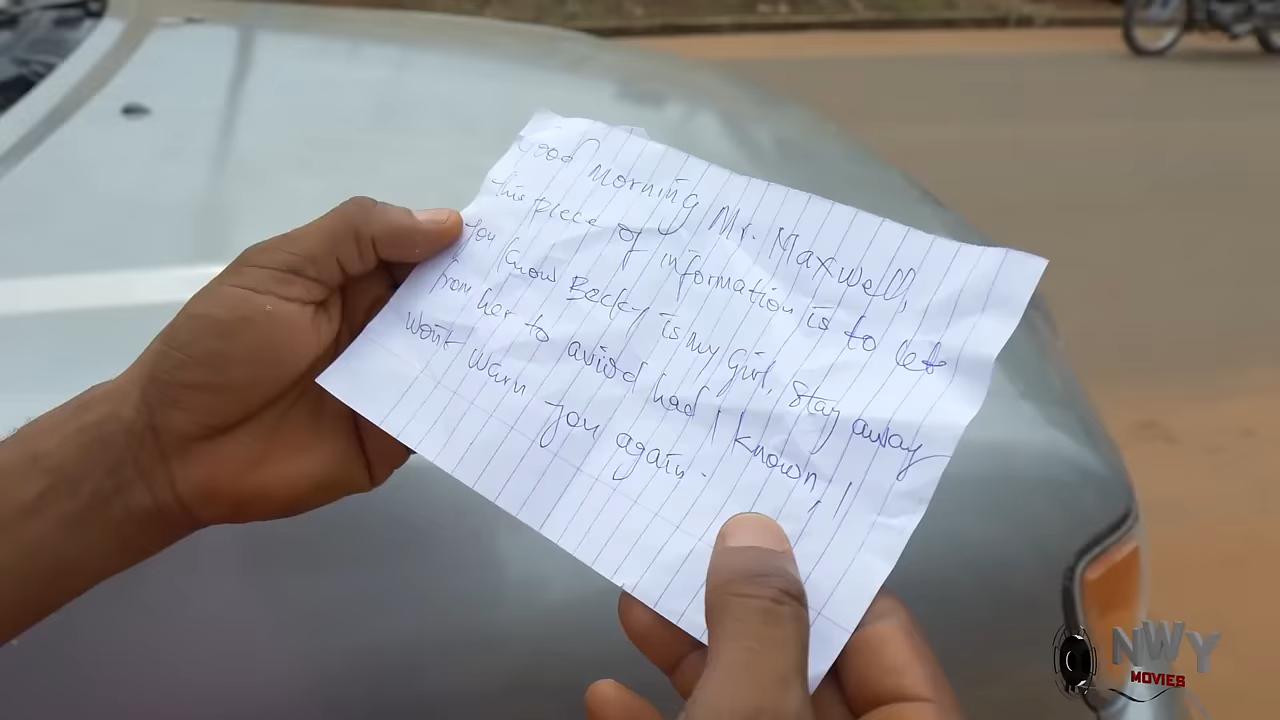 Good morning Mr. Maxwell,
this piece of information is to let
you know Becky is my girl, stay away
from her to avoid had I known, I
wont warn you again.
NWY
MOVIES